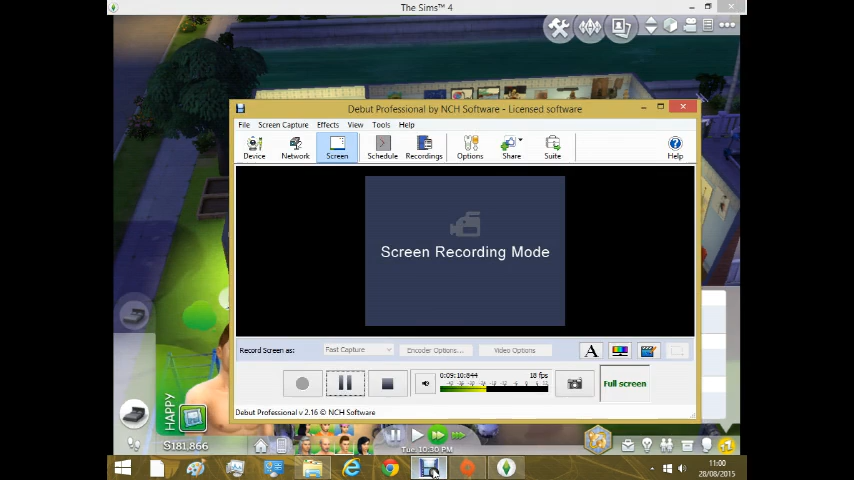 The Sims™ 4
Debut Professional by NCH Software - Licensed software
File Screen Capture Effects View Tools Help
Device Network Screen Schedule Recordings Options Share Suite Help
Screen Recording Mode
Record Screen as: Fast Capture Encoder Options... Video Options
A
0:09:10:844 18 fps
Full screen
Debut Professional v 2.16 © NCH Software
HAPPY
§181,866
Tue 10:30 PM
11:00
28/08/2015